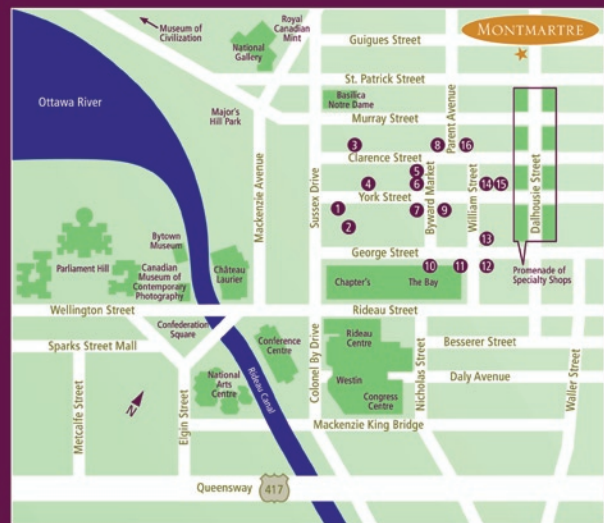 Museum of
Civilization
Royal
Canadian
Mint
National
Gallery
Guigues Street
MONTMARTRE
St. Patrick Street
Ottawa River
Basilica
Notre Dame
Major's
Hill Park
Murray Street
Parent Avenue
3
8
16
Clarence Street
5
4
6
14
15
York Street
Mackenzie Avenue
Sussex Drive
Byward Market
William Street
Dalhousie Street
1
7
9
2
13
George Street
Bytown
Museum
Parliament Hill
Canadian
Museum of
Contemporary
Photography
Château
Laurier
10
11
12
Chapter's
The Bay
Promenade of
Specialty Shops
Wellington Street
Rideau Street
Confederation
Square
Sparks Street Mall
Conference
Centre
Colonel By Drive
Rideau
Centre
Besserer Street
Nicholas Street
Waller Street
Daly Avenue
Westin
Congress
Centre
National
Arts
Centre
Rideau Canal
Metcalfe Street
N
Elgin Street
Mackenzie King Bridge
Queensway
417